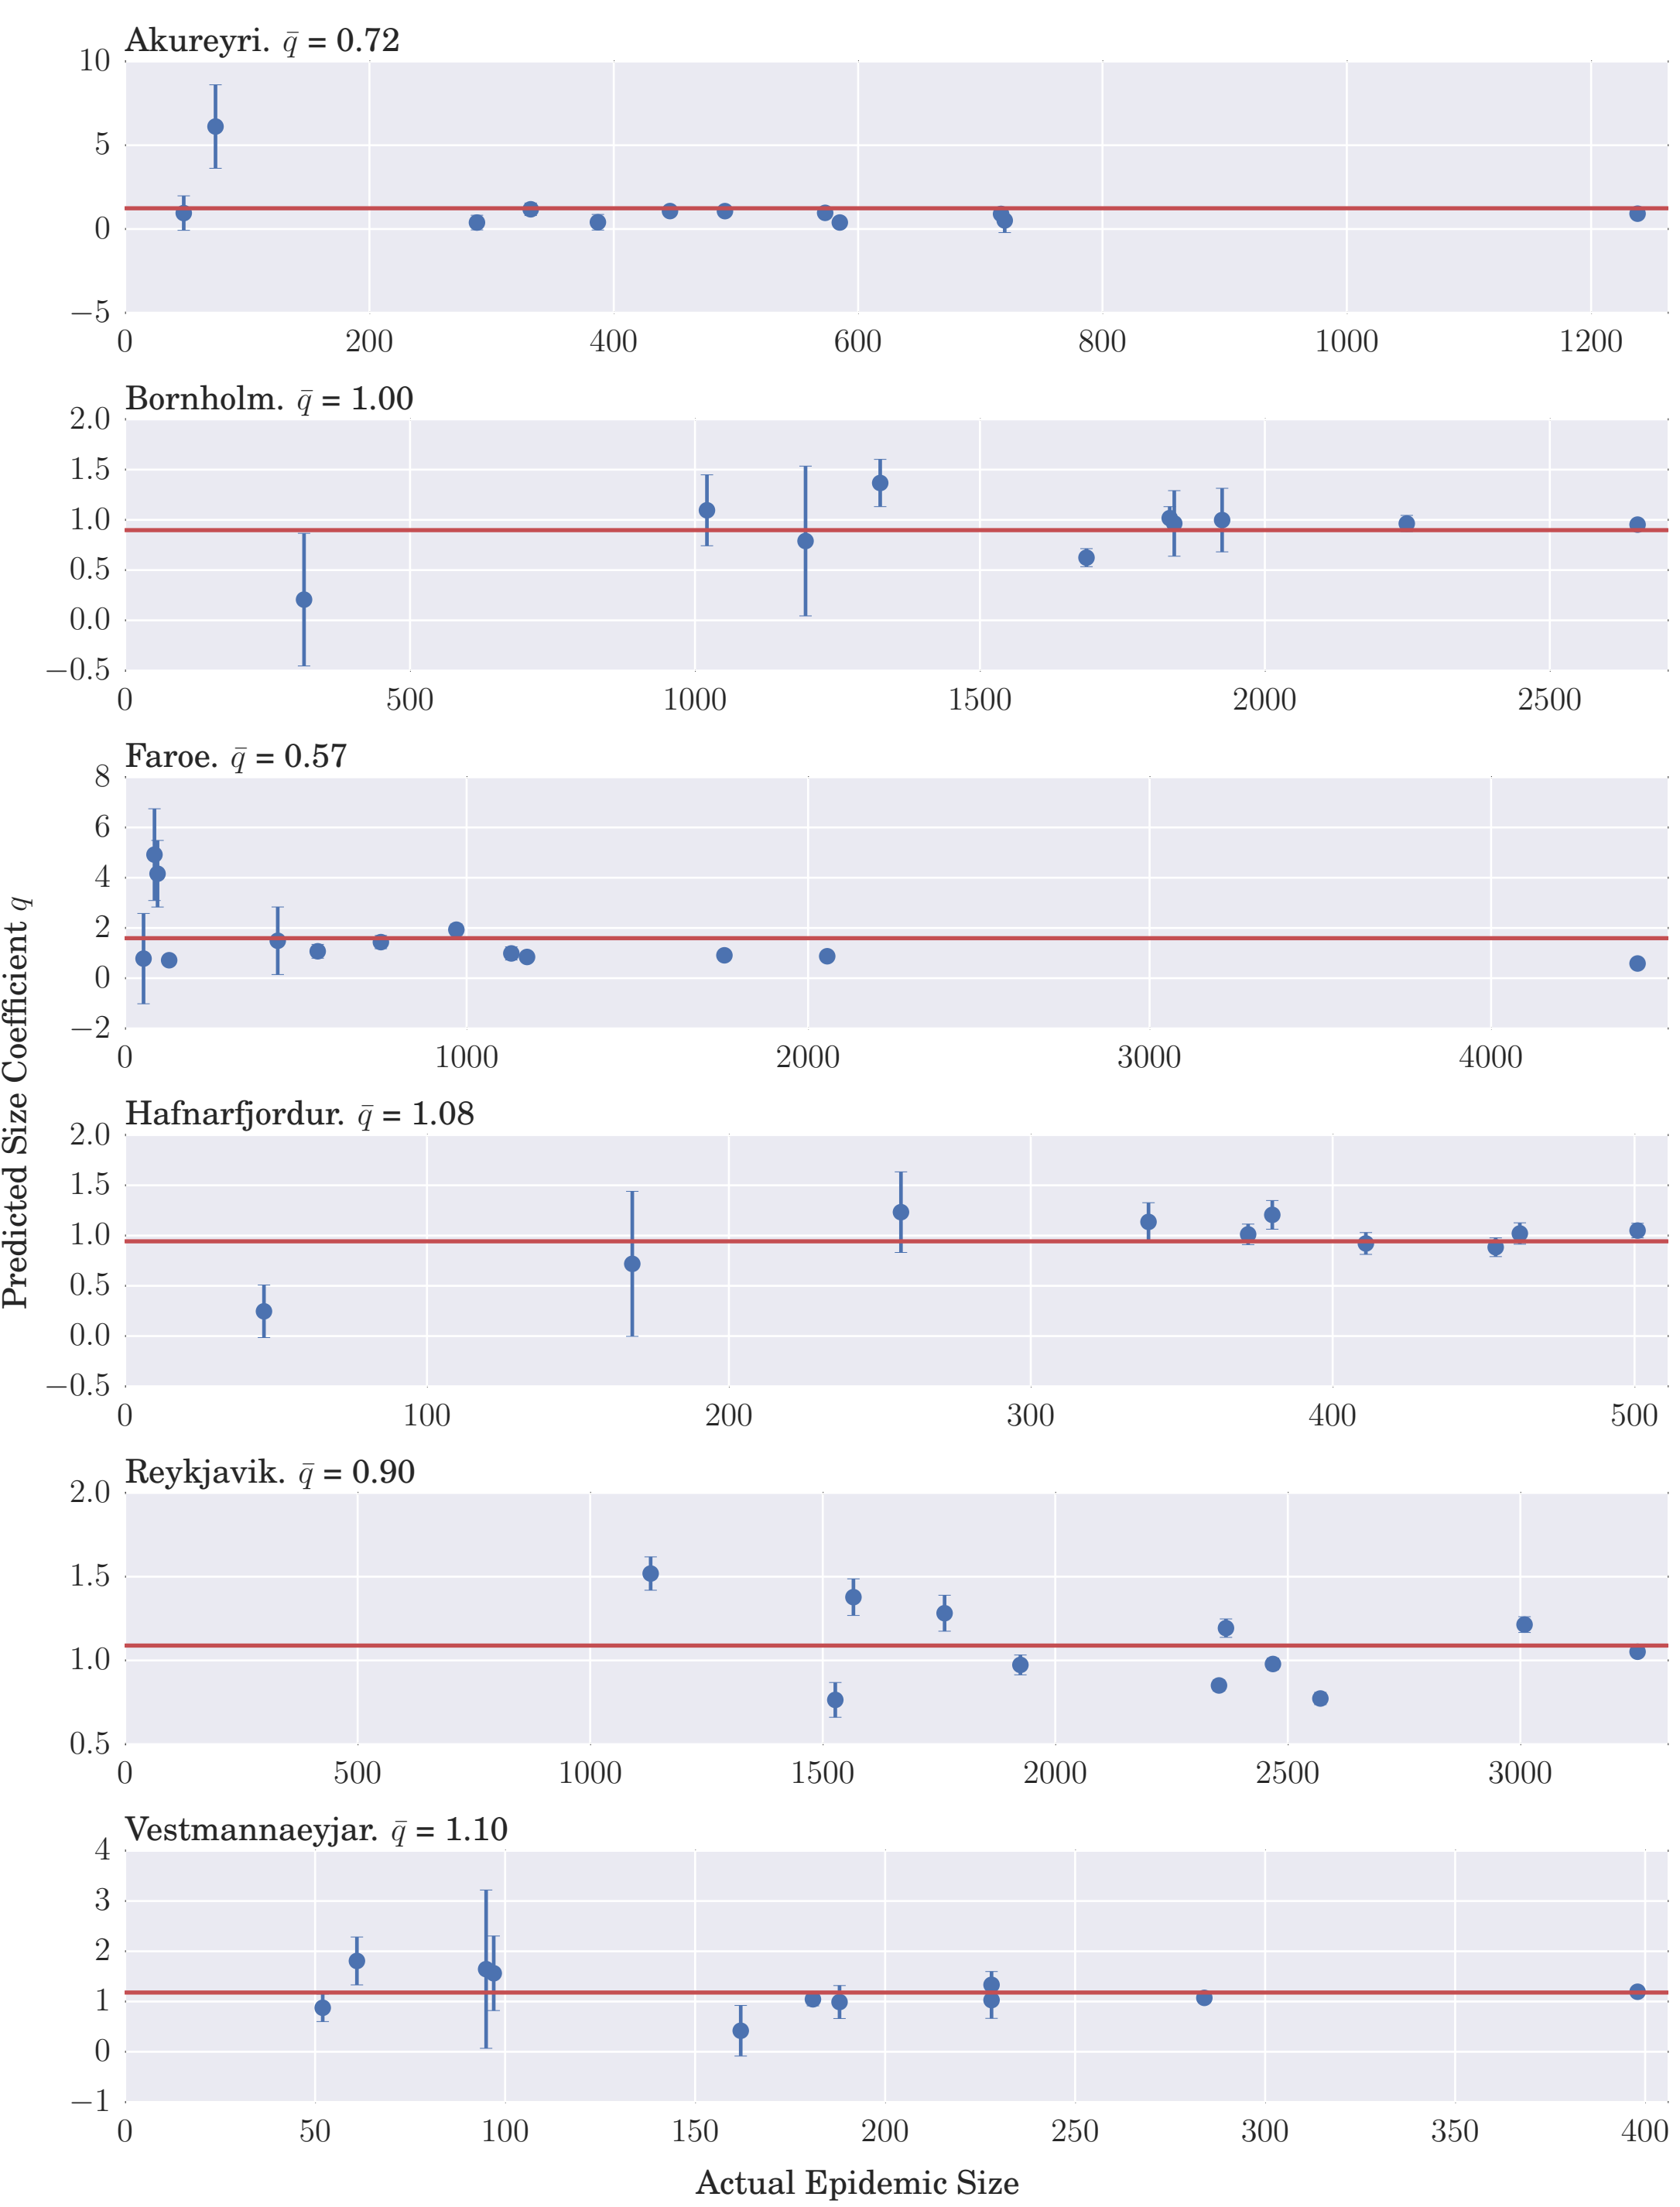 Akureyri. q̄ = 0.72
10
5
0
−5
0 200 400 600 800 1000 1200
Bornholm. q̄ = 1.00
2.0
1.5
1.0
0.5
0.0
−0.5
0 500 1000 1500 2000 2500
Faroe. q̄ = 0.57
8
6
4
2
0
−2
0 1000 2000 3000 4000
Predicted Size Coefficient q
Hafnarfjordur. q̄ = 1.08
2.0
1.5
1.0
0.5
0.0
−0.5
0 100 200 300 400 500
Reykjavik. q̄ = 0.90
2.0
1.5
1.0
0.5
0 500 1000 1500 2000 2500 3000
Vestmannaeyjar. q̄ = 1.10
4
3
2
1
0
−1
0 50 100 150 200 250 300 350 400
Actual Epidemic Size